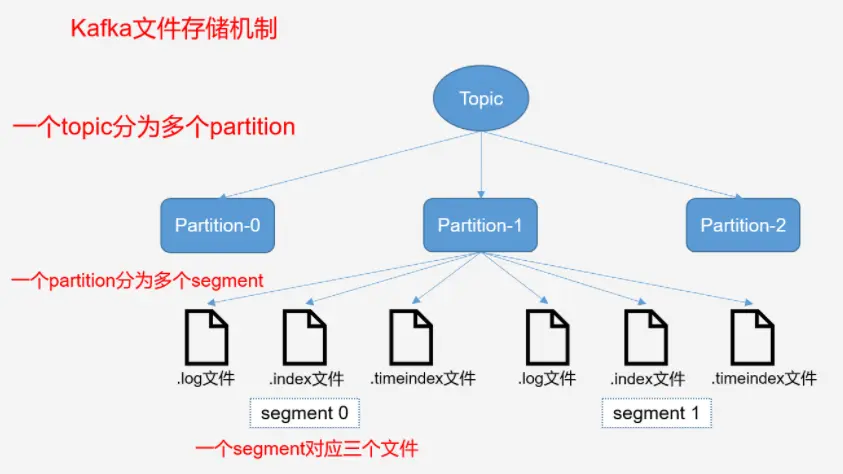 Kafka文件存储机制
Topic
一个topic分为多个partition
Partition-0
Partition-1
Partition-2
一个partition分为多个segment
.log文件
.index文件
.timeindex文件
.log文件
.index文件
.timeindex文件
segment 0
segment 1
一个segment对应三个文件